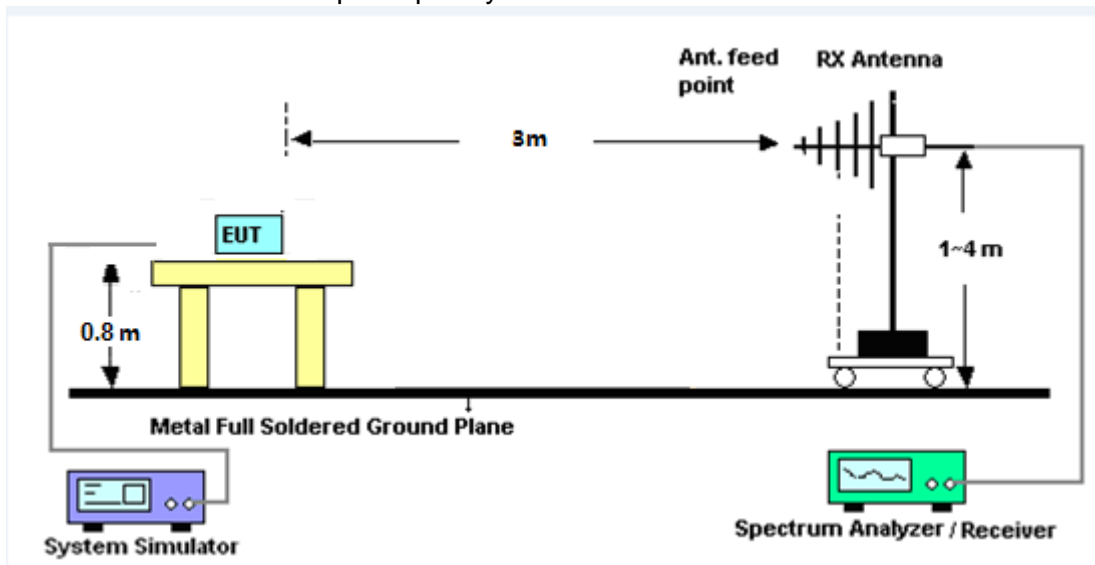 Ant. feed
point
RX Antenna
3m
EUT
1~4 m
0.8 m
Metal Full Soldered Ground Plane
System Simulator
Spectrum Analyzer / Receiver